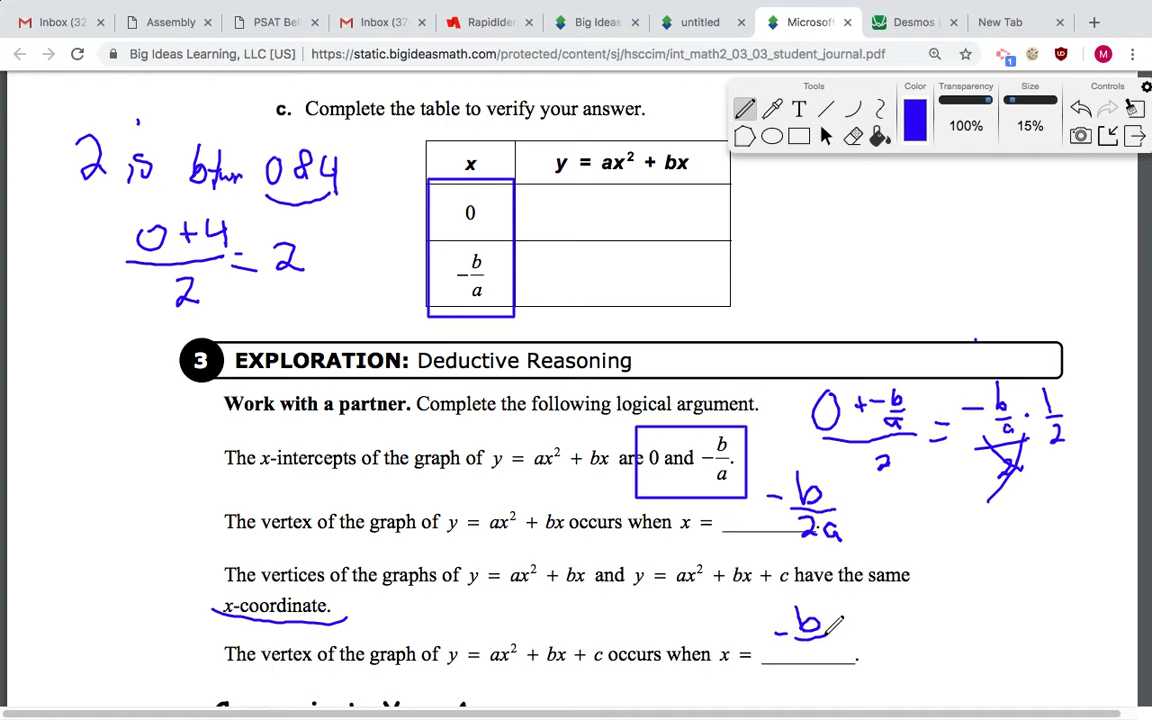 Inbox (32
Assembly
PSAT Bei
Inbox (37
RapidIder
Big Ideas
untitled
Microsoft
Desmos |
New Tab
Big Ideas Learning, LLC [US] https://static.bigideasmath.com/protected/content/sj/hsccim/int_math2_03_03_student_journal.pdf
Tools Color Transparency Size Controls
T
100% 15%
c. Complete the table to verify your answer.
2 is btwn 0&4
0+4/2 = 2
x y = ax² + bx
0
-b/a
3 EXPLORATION: Deductive Reasoning
Work with a partner. Complete the following logical argument.
0 + -b/a / 2 = -b/a · 1/2
The x-intercepts of the graph of y = ax² + bx are 0 and -b/a.
The vertex of the graph of y = ax² + bx occurs when x = -b/2·a
The vertices of the graphs of y = ax² + bx and y = ax² + bx + c have the same
x-coordinate.
The vertex of the graph of y = ax² + bx + c occurs when x = -b .